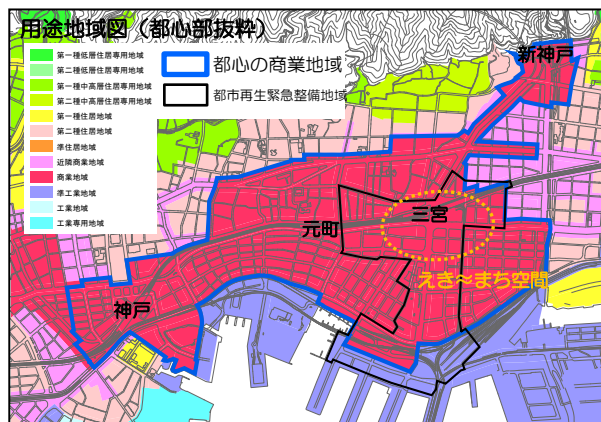 用途地域図（都心部抜粋）
第一種低層住居専用地域
第二種低層住居専用地域
第一種中高層住居専用地域
第二種中高層住居専用地域
第一種住居地域
第二種住居地域
準住居地域
近隣商業地域
商業地域
準工業地域
工業地域
工業専用地域
都心の商業地域
都市再生緊急整備地域
新神戸
三宮
元町
えき～まち空間
神戸